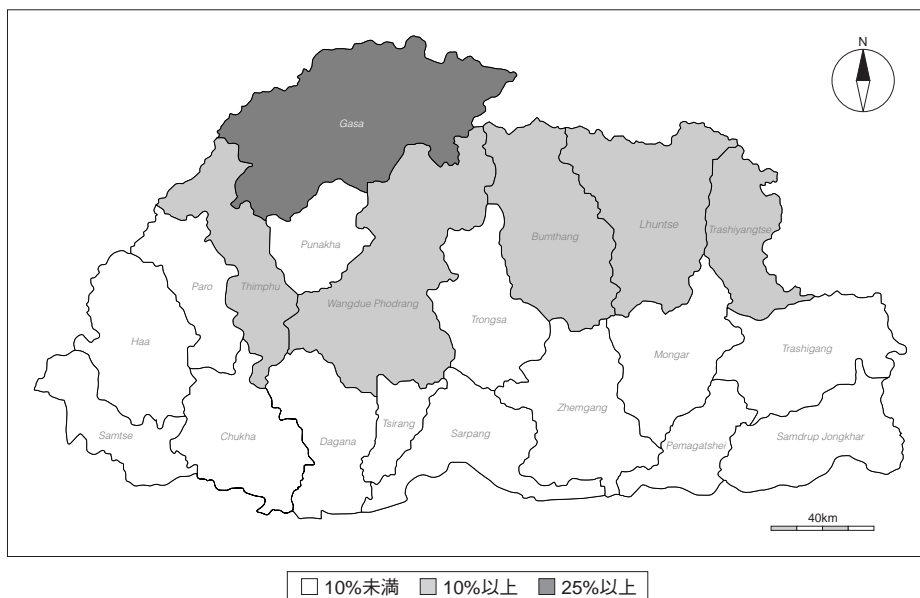 N
Gasa
Punakha
Bumthang
Lhuntse
Trashiyangtse
Paro
Thimphu
Wangdue Phodrang
Trongsa
Haa
Mongar
Trashigang
Zhemgang
Samtse
Chukha
Dagana
Tsirang
Sarpang
Pemagatshei
Samdrup Jongkhar
40km
10%未満 10%以上 25%以上